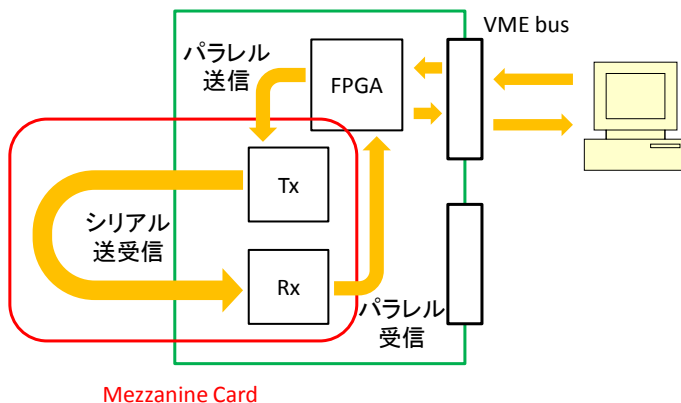 VME bus
パラレル
送信
FPGA
Tx
シリアル
送受信
Rx
パラレル
受信
Mezzanine Card